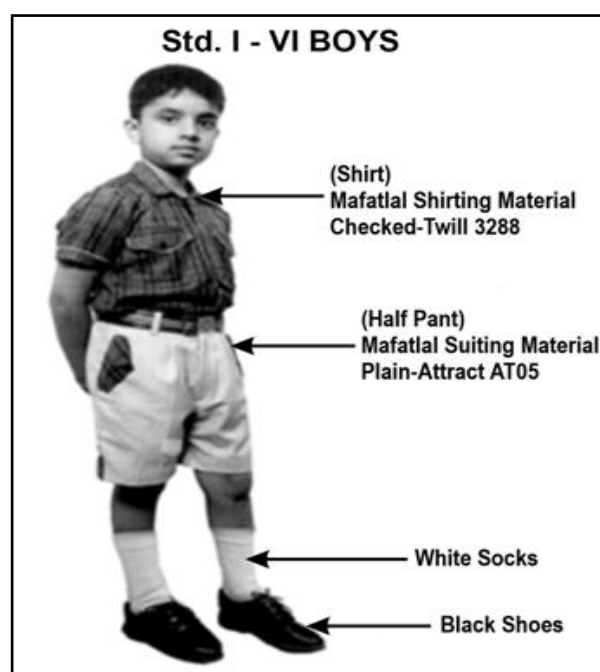 Std. I - VI BOYS
(Shirt)
Mafatlal Shirting Material
Checked-Twill 3288
(Half Pant)
Mafatlal Suiting Material
Plain-Attract AT05
White Socks
Black Shoes